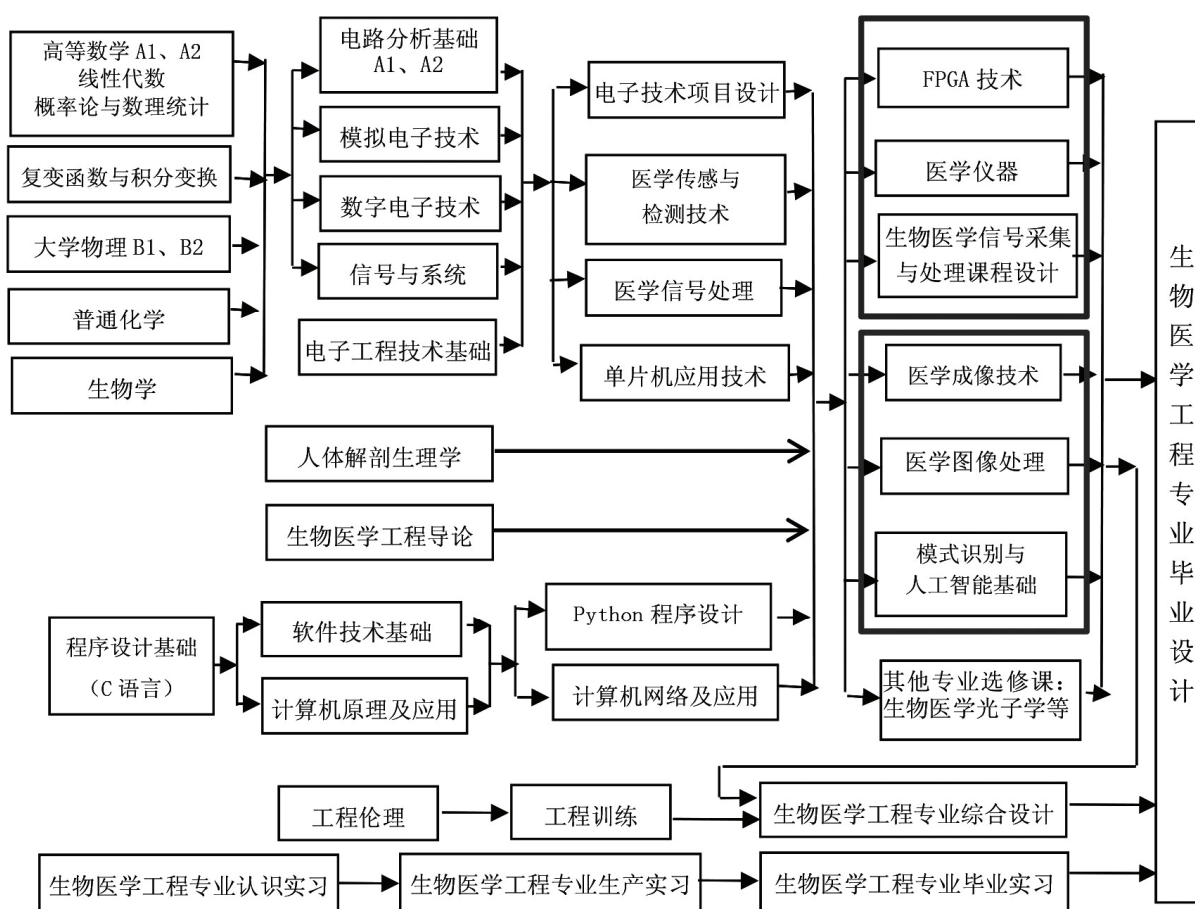 高等数学 A1、A2
线性代数
概率论与数理统计
复变函数与积分变换
大学物理 B1、B2
普通化学
生物学
电路分析基础
A1、A2
模拟电子技术
数字电子技术
信号与系统
电子工程技术基础
电子技术项目设计
医学传感与
检测技术
医学信号处理
单片机应用技术
人体解剖生理学
生物医学工程导论
程序设计基础
（C 语言）
软件技术基础
计算机原理及应用
Python 程序设计
计算机网络及应用
FPGA 技术
医学仪器
生物医学信号采集
与处理课程设计
医学成像技术
医学图像处理
模式识别与
人工智能基础
其他专业选修课：
生物医学光子学等
工程伦理
工程训练
生物医学工程专业综合设计
生物医学工程专业认识实习
生物医学工程专业生产实习
生物医学工程专业毕业实习
生物医学工程专业毕业设计